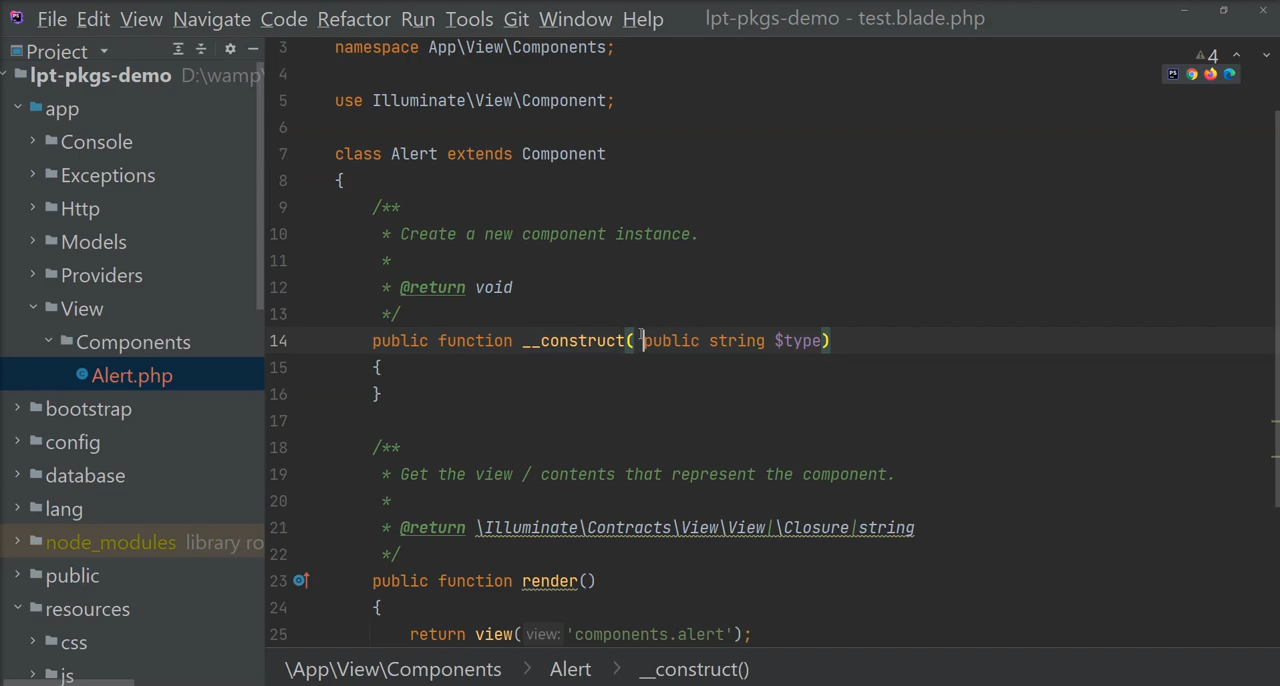 File Edit View Navigate Code Refactor Run Tools Git Window Help lpt-pkgs-demo - test.blade.php
Project
lpt-pkgs-demo D:\wamp\
app
Console
Exceptions
Http
Models
Providers
View
Components
Alert.php
bootstrap
config
database
lang
node_modules library ro
public
resources
css
js
4
3 namespace App\View\Components;
4
5 use Illuminate\View\Component;
6
7 class Alert extends Component
8 {
9 /**
10 * Create a new component instance.
11 *
12 * @return void
13 */
14 public function __construct( public string $type)
15 {
16 }
17
18 /**
19 * Get the view / contents that represent the component.
20 *
21 * @return \Illuminate\Contracts\View\View|\Closure|string
22 */
23 public function render()
24 {
25 return view( view: 'components.alert');
\App\View\Components > Alert > __construct()